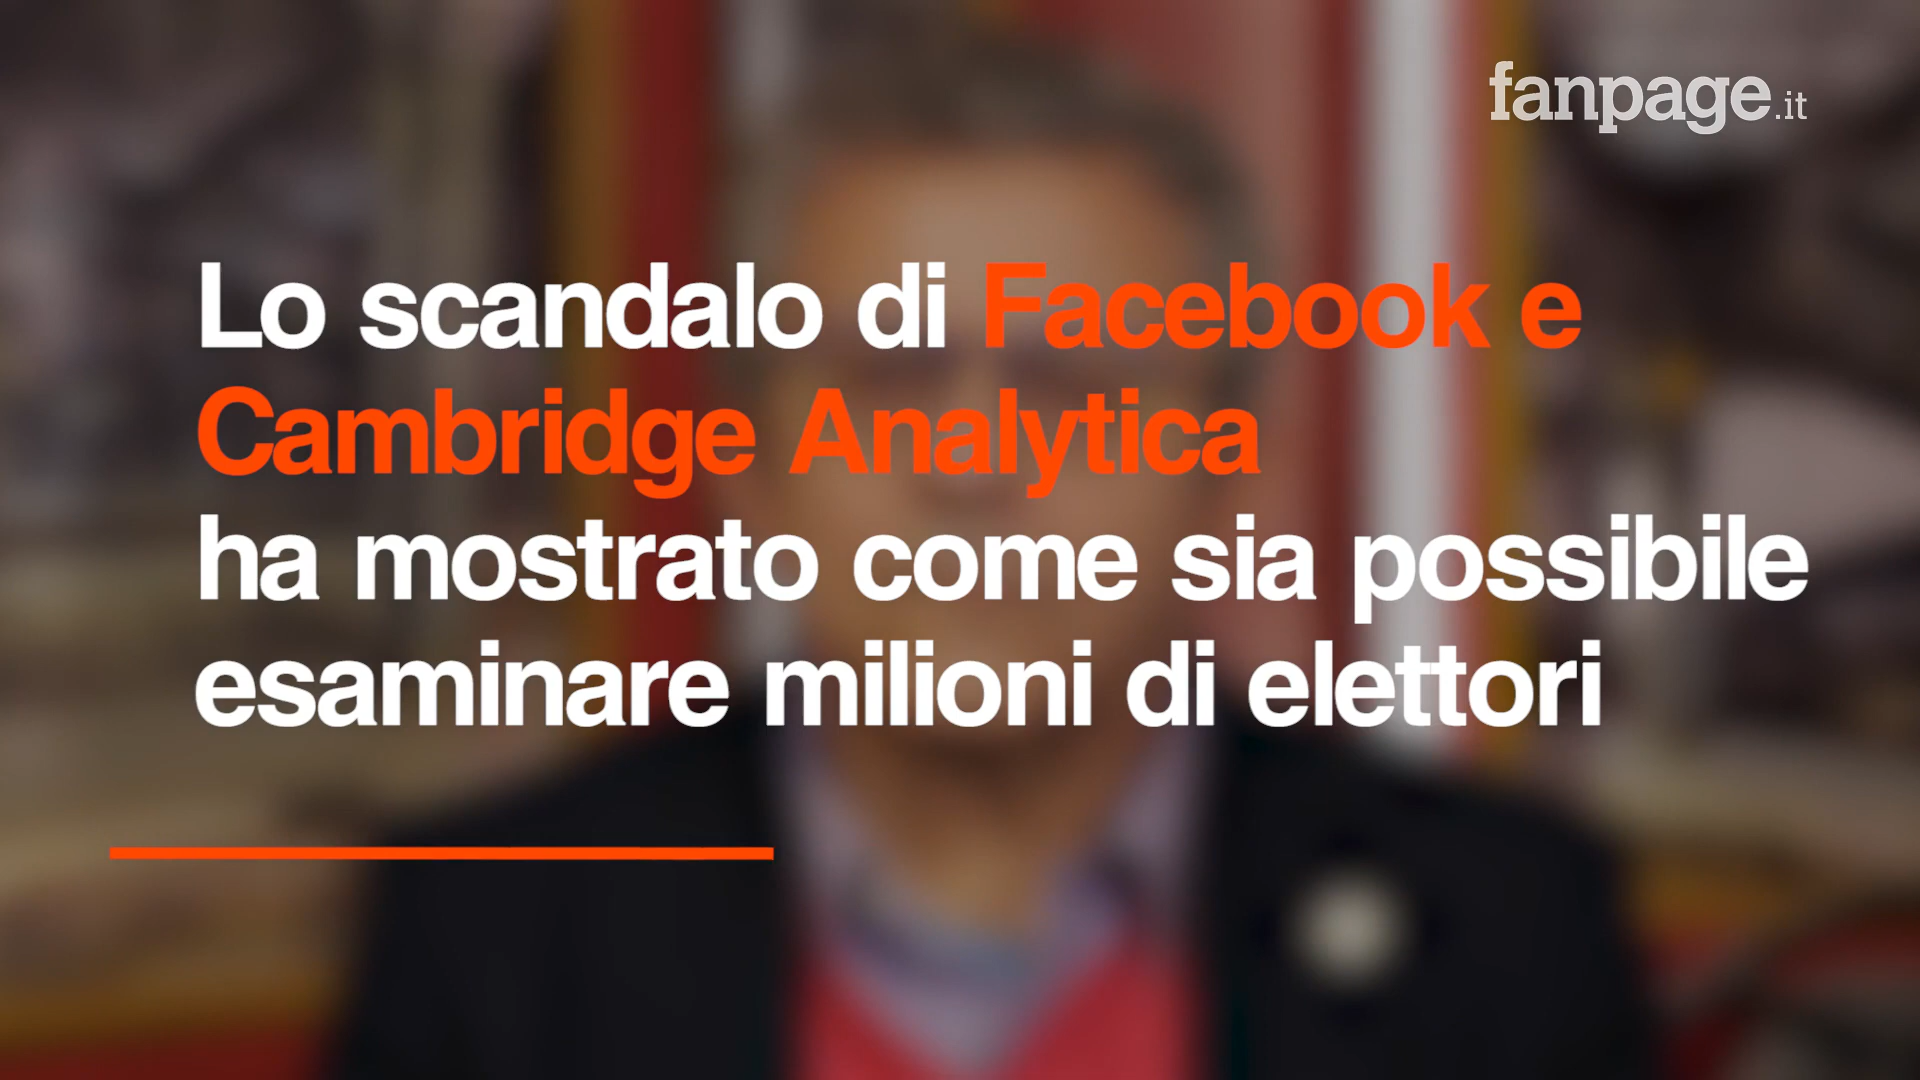 fanpage.it
Lo scandalo di Facebook e
Cambridge Analytica
ha mostrato come sia possibile
esaminare milioni di elettori